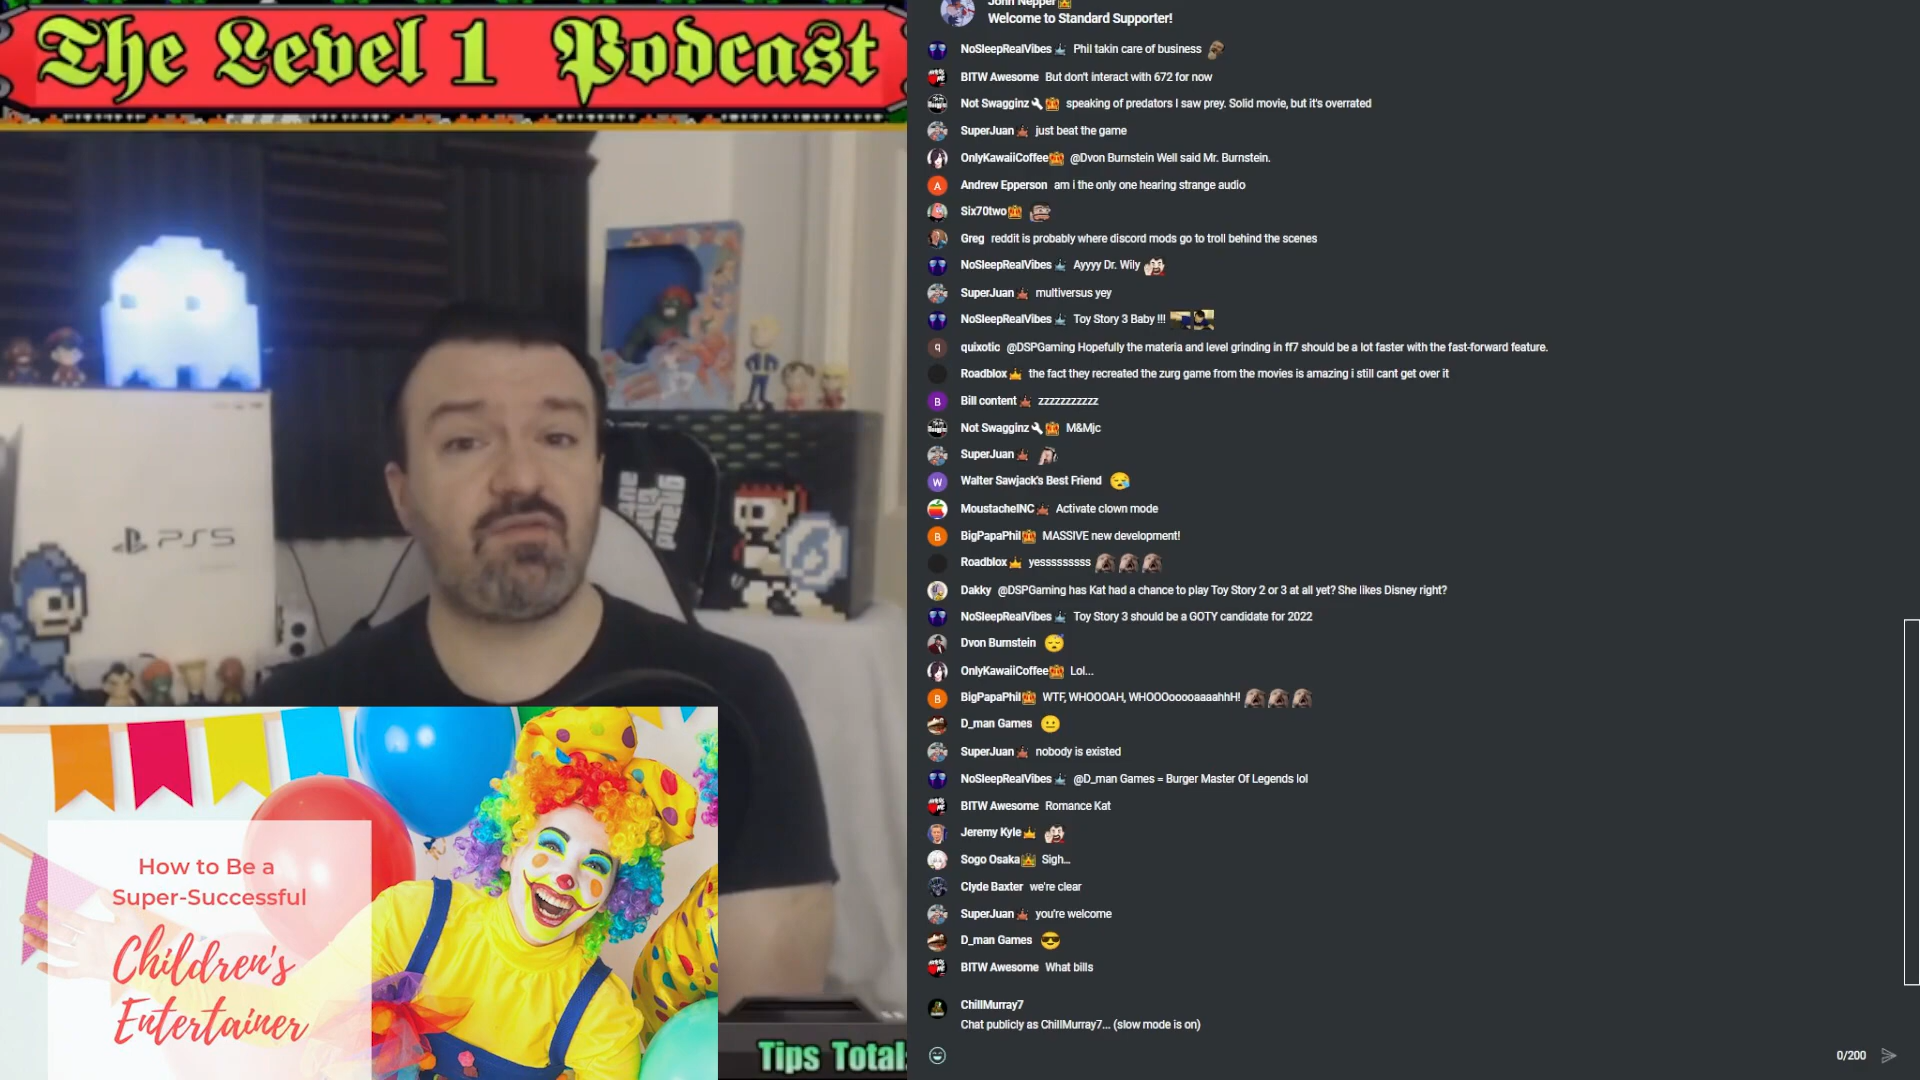 The Level 1 Podcast
PS5
How to Be a
Super-Successful
Children's
Entertainer
Tips Total
John Nepper
Welcome to Standard Supporter!
NoSleepRealVibes Phil takin care of business
BITW Awesome But don't interact with 672 for now
Not Swagginz speaking of predators I saw prey. Solid movie, but it's overrated
SuperJuan just beat the game
OnlyKawaiiCoffee @Dvon Burnstein Well said Mr. Burnstein.
A Andrew Epperson am i the only one hearing strange audio
Six70two
Greg reddit is probably where discord mods go to troll behind the scenes
NoSleepRealVibes Ayyyy Dr. Wily
SuperJuan multiversus yey
NoSleepRealVibes Toy Story 3 Baby !!!
q quixotic @DSPGaming Hopefully the materia and level grinding in ff7 should be a lot faster with the fast-forward feature.
Roadblox the fact they recreated the zurg game from the movies is amazing i still cant get over it
B Bill content zzzzzzzzzzz
Not Swagginz M&Mjc
SuperJuan
W Walter Sawjack's Best Friend
MoustacheINC Activate clown mode
B BigPapaPhil MASSIVE new development!
Roadblox yesssssssss
Dakky @DSPGaming has Kat had a chance to play Toy Story 2 or 3 at all yet? She likes Disney right?
NoSleepRealVibes Toy Story 3 should be a GOTY candidate for 2022
Dvon Burnstein
OnlyKawaiiCoffee Lol...
B BigPapaPhil WTF, WHOOOAH, WHOOOooooaaaahhH!
D_man Games
SuperJuan nobody is existed
NoSleepRealVibes @D_man Games = Burger Master Of Legends lol
BITW Awesome Romance Kat
Jeremy Kyle
Sogo Osaka Sigh...
Clyde Baxter we're clear
SuperJuan you're welcome
D_man Games
BITW Awesome What bills
ChillMurray7
Chat publicly as ChillMurray7... (slow mode is on)
0/200